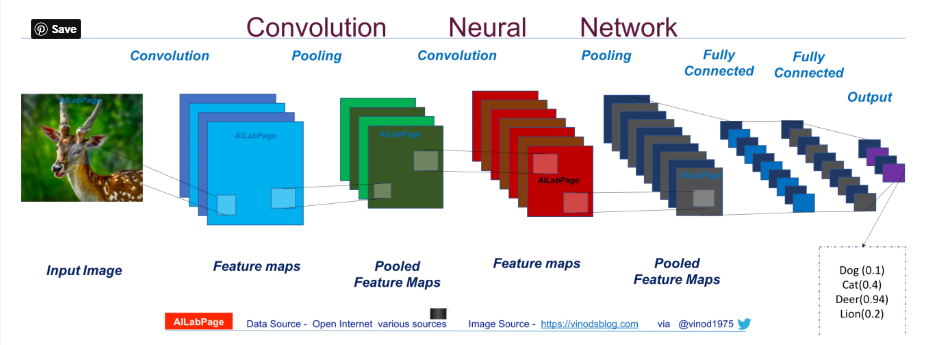 Save
Convolution Neural Network
Convolution Pooling Convolution Pooling Fully Connected Fully Connected Output
AILabPage
AILabPage
AILabPage
AILabPage
AILabPage
Input Image Feature maps Pooled Feature Maps Feature maps Pooled Feature Maps
Dog (0.1)
Cat(0.4)
Deer(0.94)
Lion(0.2)
AILabPage Data Source - Open Internet various sources Image Source - https://vinodsblog.com via @vinod1975